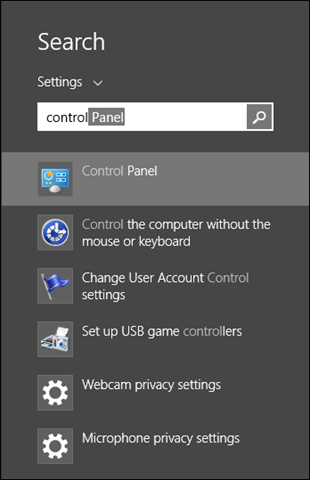 Search
Settings
control Panel
Control Panel
Control the computer without the
mouse or keyboard
Change User Account Control
settings
Set up USB game controllers
Webcam privacy settings
Microphone privacy settings